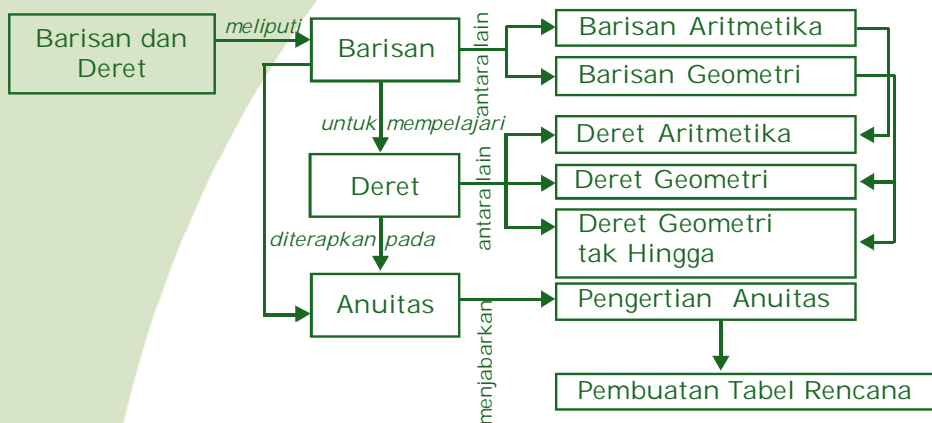 Barisan dan
Deret
meliputi
Barisan
antara lain
Barisan Aritmetika
Barisan Geometri
untuk mempelajari
Deret
antara lain
Deret Aritmetika
Deret Geometri
Deret Geometri
tak Hingga
diterapkan pada
Anuitas
menjabarkan
Pengertian Anuitas
Pembuatan Tabel Rencana